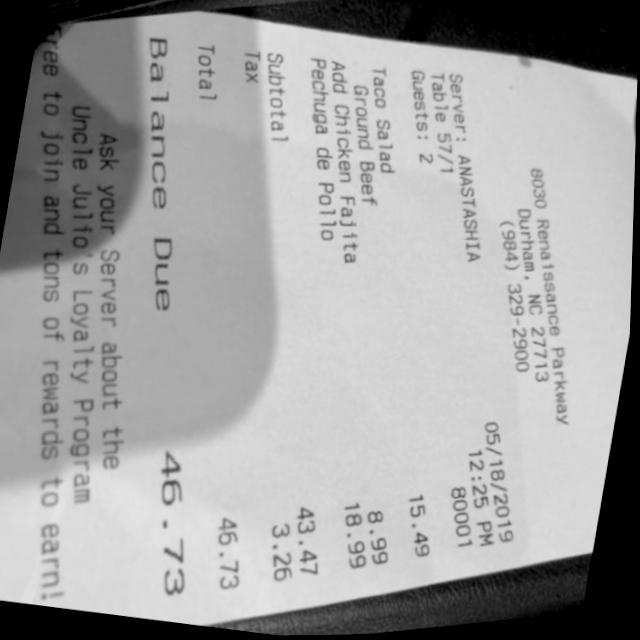 8030 Renaissance Parkway
Durham, NC 27713
(984) 329-2900
Server: ANASTASHIA 05/18/2019
Table 57/1 12:25 PM
Guests: 2 80001
Taco Salad 15.49
Ground Beef
Add Chicken Fajita 8.99
Pechuga de Pollo 18.99
Subtotal 43.47
Tax 3.26
Total 46.73
Balance Due 46.73
Ask your Server about the
Uncle Julio's Loyalty Program
ree to join and tons of rewards to earn!